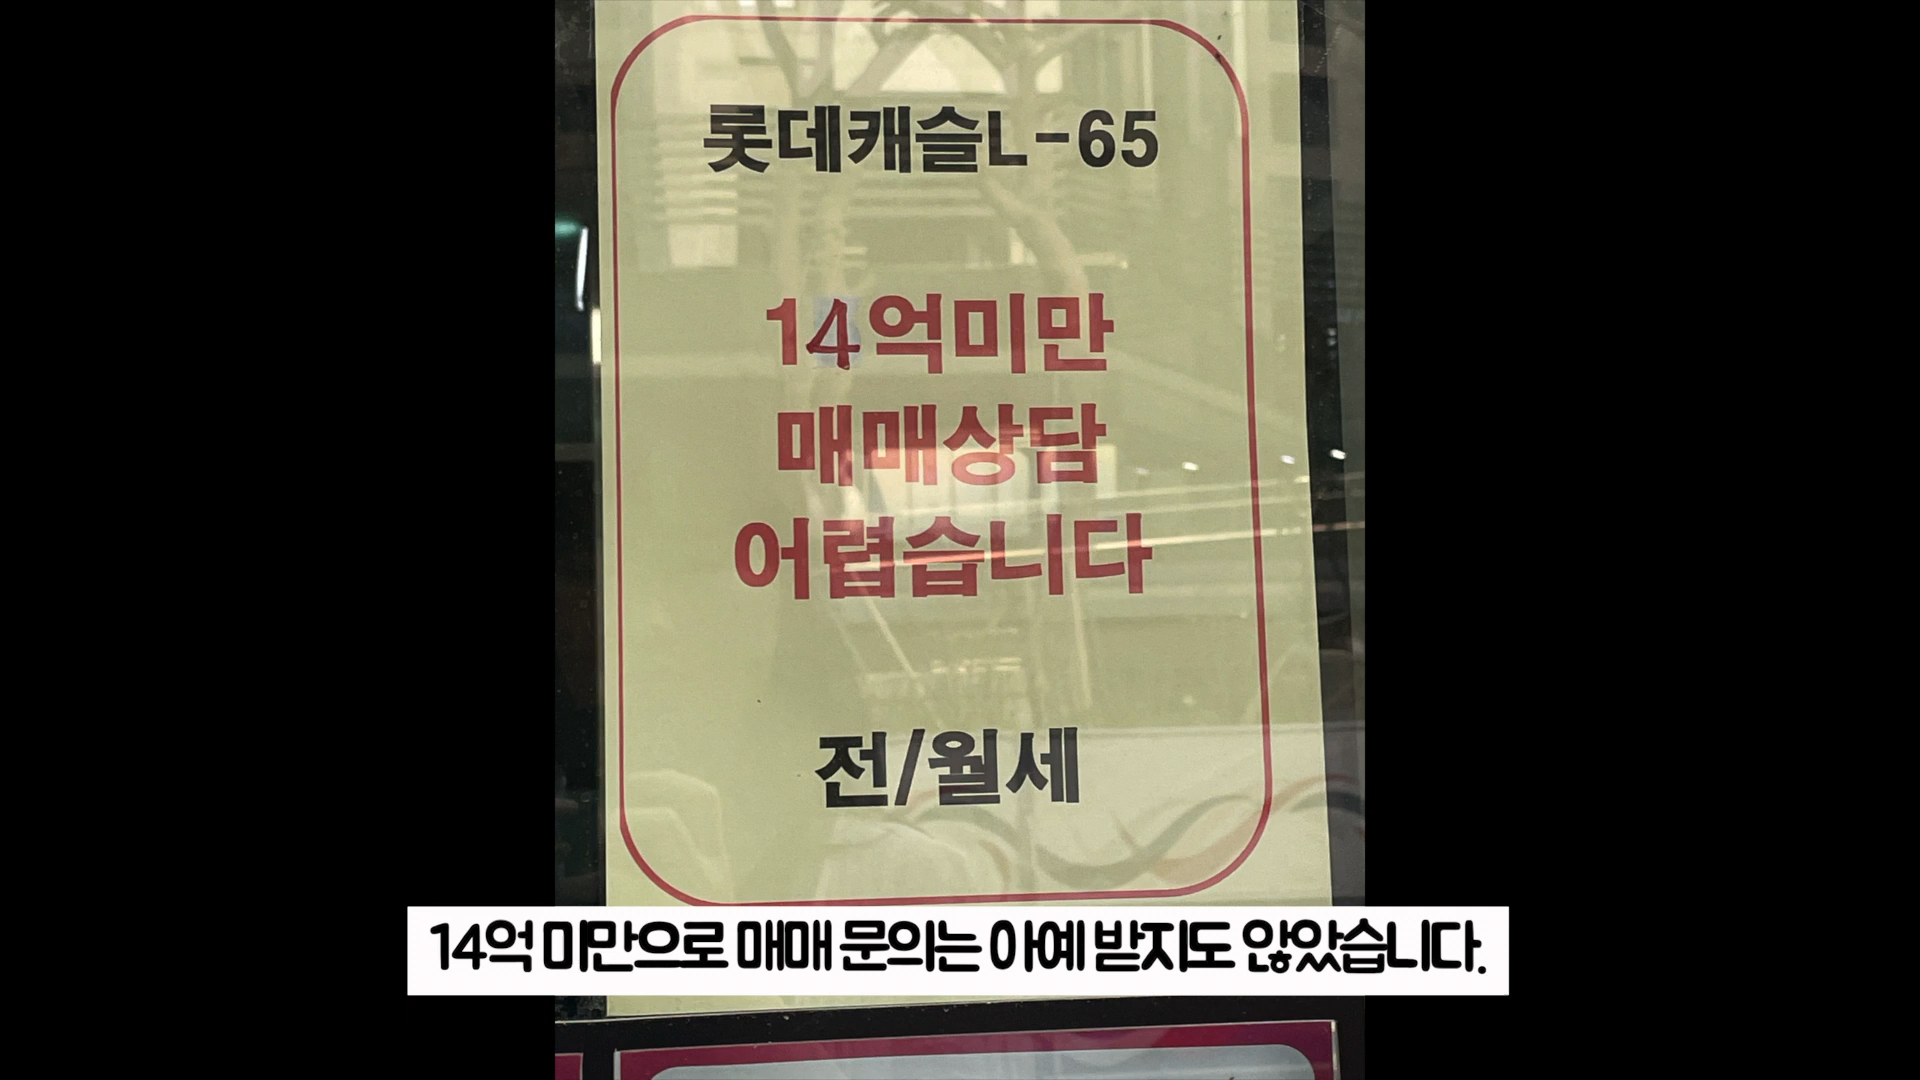 롯데캐슬L-65
14억미만
매매상담
어렵습니다
전/월세
14억 미만으로 매매 문의는 아예 받지도 않았습니다.